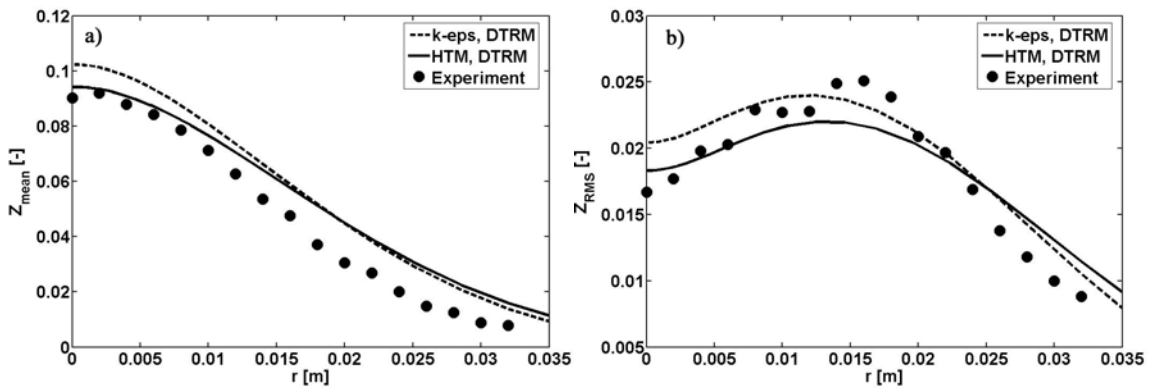 a)
k-eps, DTRM
HTM, DTRM
Experiment
0.12
0.1
0.08
0.06
0.04
0.02
0
Z_mean [-]
0 0.005 0.01 0.015 0.02 0.025 0.03 0.035
r [m]
b)
k-eps, DTRM
HTM, DTRM
Experiment
0.03
0.025
0.02
0.015
0.01
0.005
Z_RMS [-]
0 0.005 0.01 0.015 0.02 0.025 0.03 0.035
r [m]